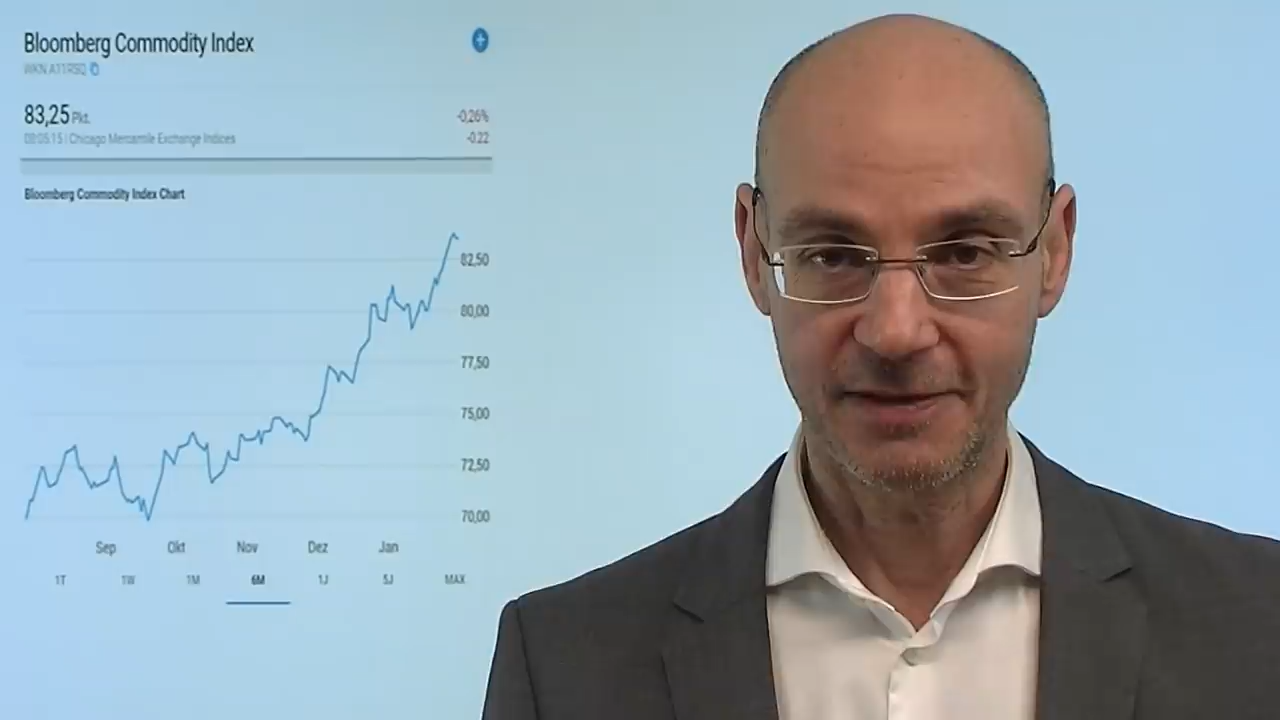 Bloomberg Commodity Index
83,25 Pkt.
-0,26%
| Chicago Mercantile Exchange Indices
-0.22
Bloomberg Commodity Index Chart
82,50
80,00
77,50
75,00
72,50
70,00
Sep Okt Nov Dez Jan
1T 1W 1M 6M 1J 5J MAX